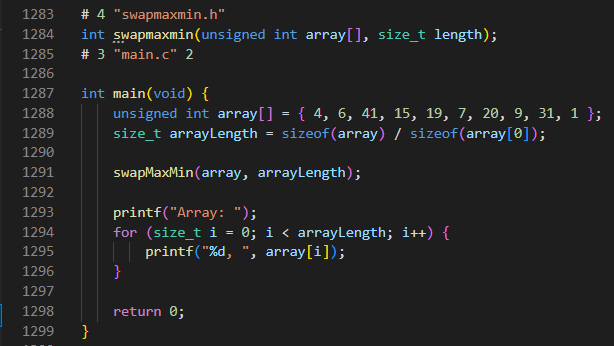 1283 # 4 "swapmaxmin.h"
1284 int swapmaxmin(unsigned int array[], size_t length);
1285 # 3 "main.c" 2
1286
1287 int main(void) {
1288     unsigned int array[] = { 4, 6, 41, 15, 19, 7, 20, 9, 31, 1 };
1289     size_t arrayLength = sizeof(array) / sizeof(array[0]);
1290
1291     swapMaxMin(array, arrayLength);
1292
1293     printf("Array: ");
1294     for (size_t i = 0; i < arrayLength; i++) {
1295         printf("%d, ", array[i]);
1296     }
1297
1298     return 0;
1299 }